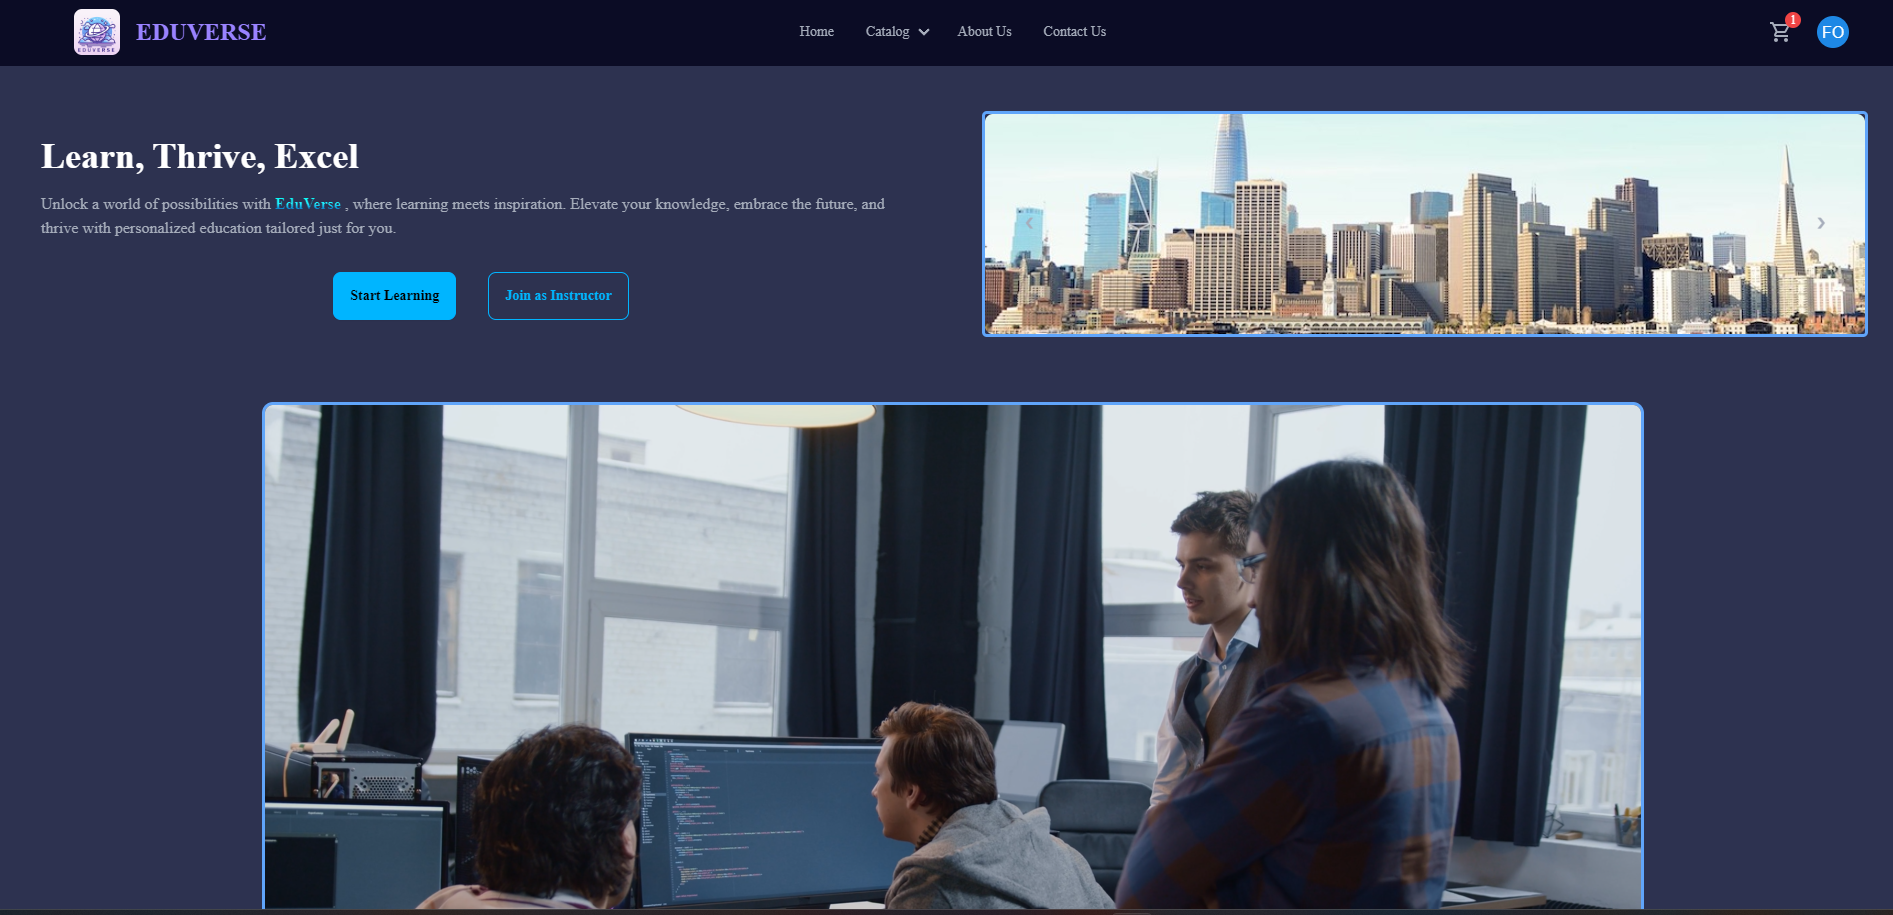 EDUVERSE
EDUVERSE
Home
Catalog
About Us
Contact Us
1
FO
Learn, Thrive, Excel
Unlock a world of possibilities with EduVerse , where learning meets inspiration. Elevate your knowledge, embrace the future, and
thrive with personalized education tailored just for you.
Start Learning
Join as Instructor